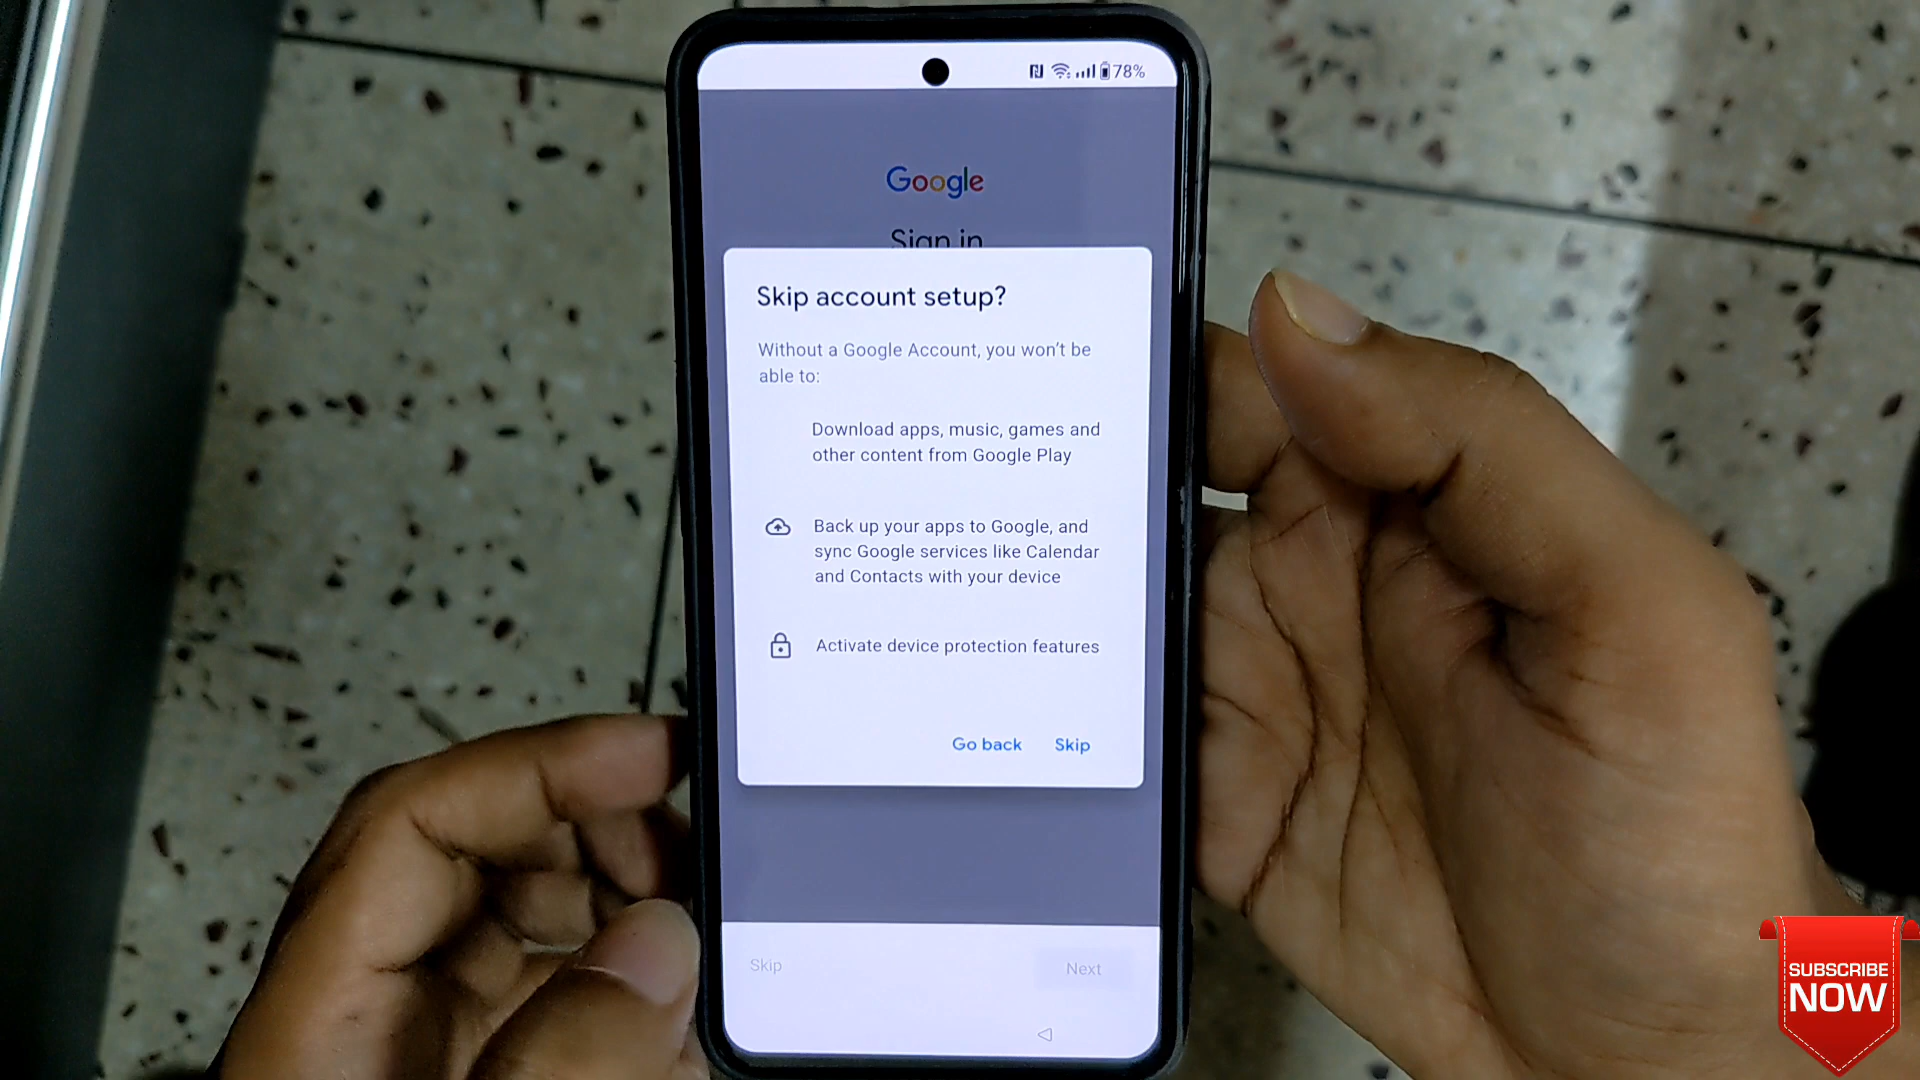 78%
Google
Sign in
Skip account setup?
Without a Google Account, you won't be
able to:
Download apps, music, games and
other content from Google Play
Back up your apps to Google, and
sync Google services like Calendar
and Contacts with your device
Activate device protection features
Go back Skip
Skip Next
SUBSCRIBE
NOW